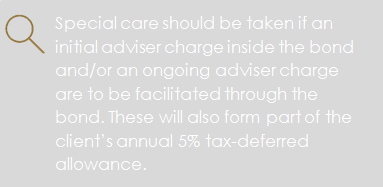 Special care should be taken if an
initial adviser charge inside the bond
and/or an ongoing adviser charge
are to be facilitated through the
bond. These will also form part of the
client's annual 5% tax-deferred
allowance.